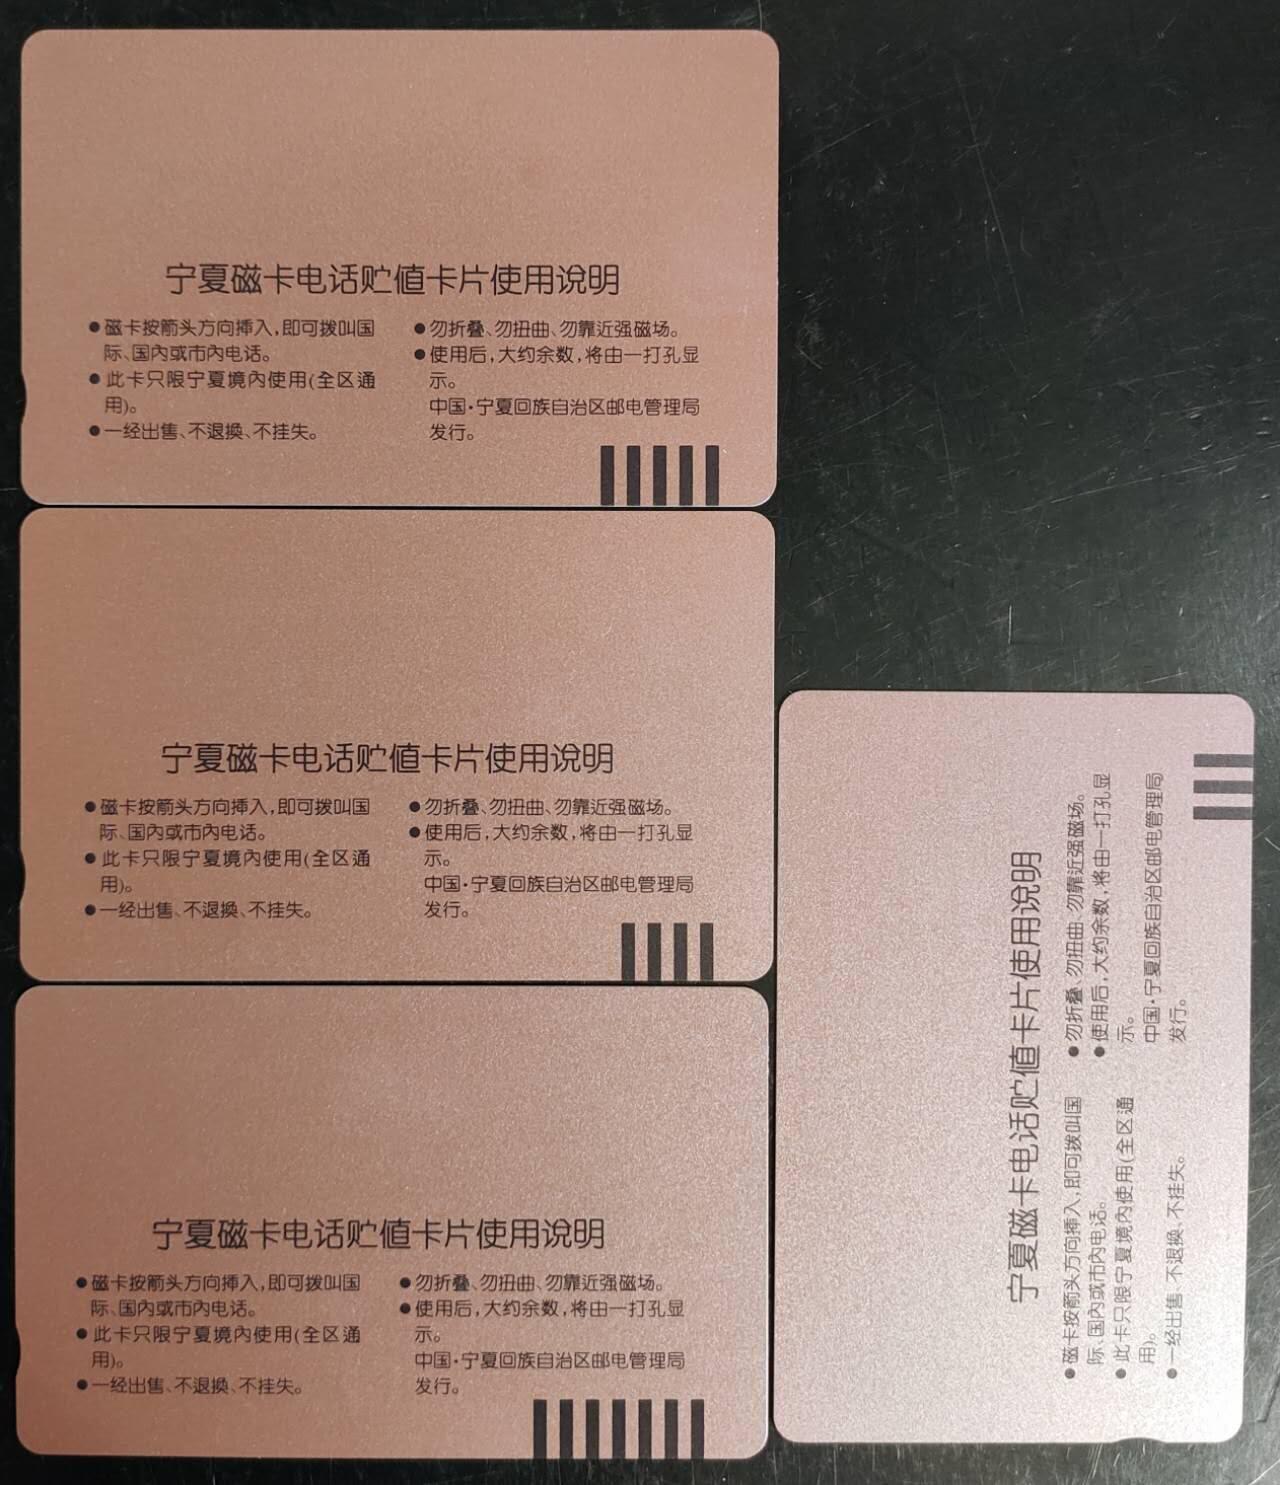 宁夏磁卡电话贮值卡片使用说明
●磁卡按箭头方向挿入,即可拨叫国
际、国内或市内电话。
●此卡只限宁夏境内使用(全区通
用)。
●一经出售、不退换、不挂失。
●勿折叠、勿扭曲、勿靠近强磁场。
●使用后,大约余数,将由一打孔显
示。
中国·宁夏回族自治区邮电管理局
发行。
宁夏磁卡电话贮值卡片使用说明
●磁卡按箭头方向挿入,即可拨叫国
际、国内或市内电话。
●此卡只限宁夏境内使用(全区通
用)。
●一经出售、不退换、不挂失。
●勿折叠、勿扭曲、勿靠近强磁场。
●使用后,大约余数,将由一打孔显
示。
中国·宁夏回族自治区邮电管理局
发行。
宁夏磁卡电话贮值卡片使用说明
●磁卡按箭头方向挿入,即可拨叫国
际、国内或市内电话。
●此卡只限宁夏境内使用(全区通
用)。
●一经出售、不退换、不挂失。
●勿折叠、勿扭曲、勿靠近强磁场。
●使用后,大约余数,将由一打孔显
示。
中国·宁夏回族自治区邮电管理局
发行。
宁夏磁卡电话贮值卡片使用说明
●磁卡按箭头方向挿入,即可拨叫国
际、国内或市内电话。
●此卡只限宁夏境内使用(全区通
用)。
●一经出售、不退换、不挂失。
●勿折叠、勿扭曲、勿靠近强磁场。
●使用后,大约余数,将由一打孔显
示。
中国·宁夏回族自治区邮电管理局
发行。